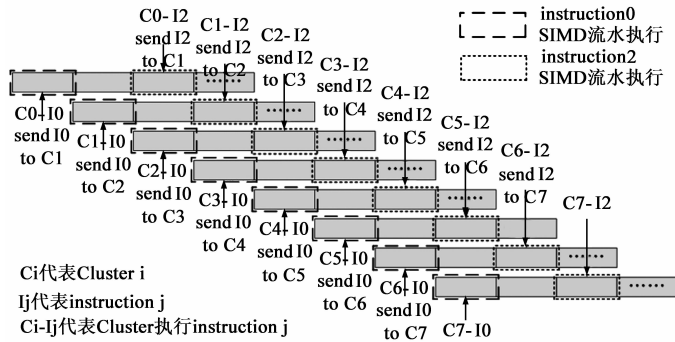 C0-I2
send I2
to C1
C1-I2
send I2
to C2
C2-I2
send I2
to C3
C3-I2
send I2
to C4
C4-I2
send I2
to C5
C5-I2
send I2
to C6
C6-I2
send I2
to C7
C7-I2
instruction0
SIMD流水执行
instruction2
SIMD流水执行
C0-I0
send I0
to C1
C1-I0
send I0
to C2
C2-I0
send I0
to C3
C3-I0
send I0
to C4
C4-I0
send I0
to C5
C5-I0
send I0
to C6
C6-I0
send I0
to C7
C7-I0
Ci代表Cluster i
Ij代表instruction j
Ci-Ij代表Cluster执行instruction j